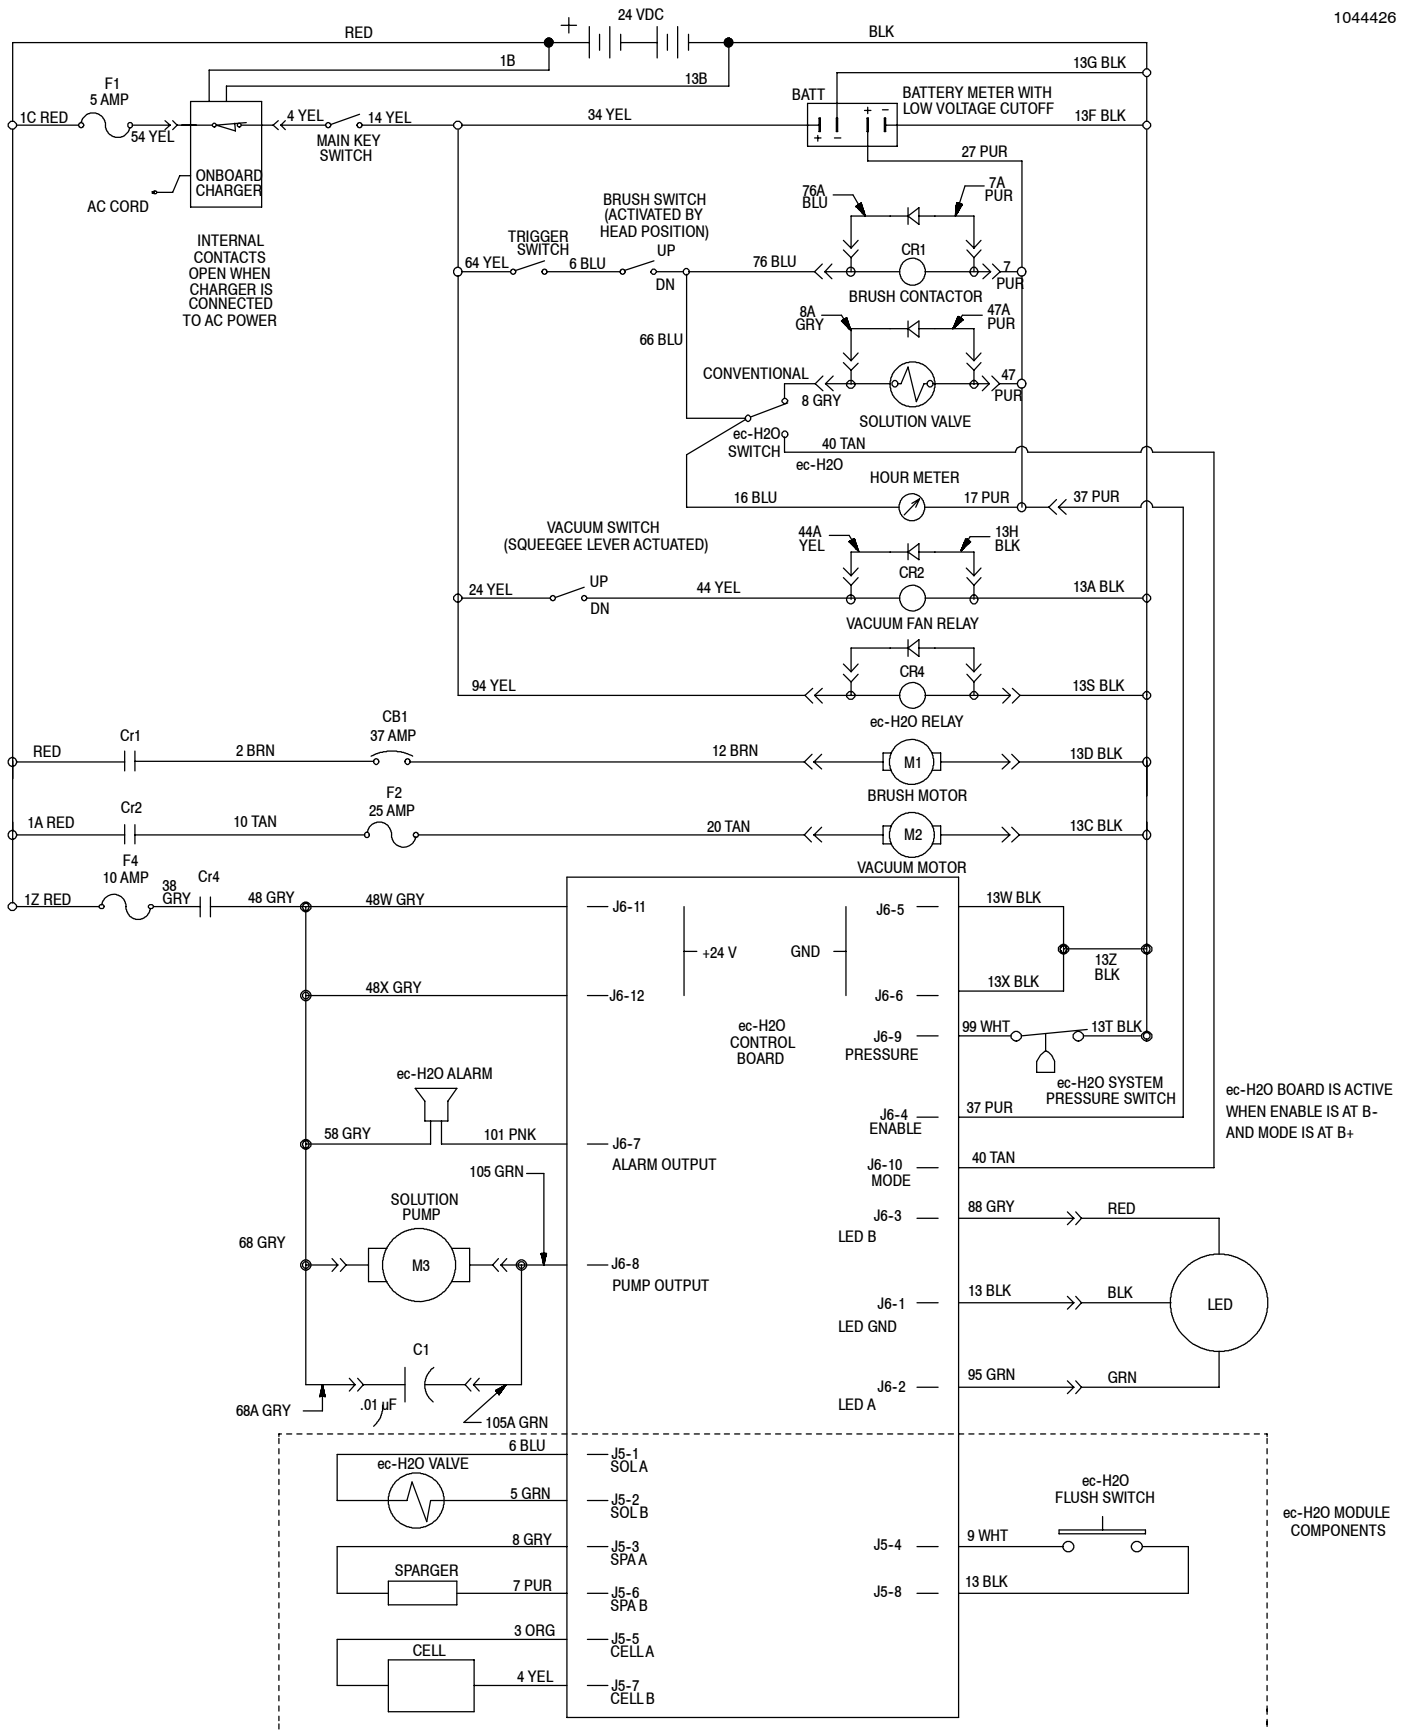 1044426
24 VDC
+
RED
BLK
1B
13B
13G BLK
F1
5 AMP
1C RED
54 YEL
4 YEL
14 YEL
MAIN KEY
SWITCH
34 YEL
BATT
+
−
+
−
BATTERY METER WITH
LOW VOLTAGE CUTOFF
13F BLK
27 PUR
ONBOARD
CHARGER
AC CORD
INTERNAL
CONTACTS
OPEN WHEN
CHARGER IS
CONNECTED
TO AC POWER
76A
BLU
7A
PUR
BRUSH SWITCH
(ACTIVATED BY
HEAD POSITION)
TRIGGER
SWITCH
64 YEL
6 BLU
UP
DN
76 BLU
CR1
7
PUR
BRUSH CONTACTOR
8A
GRY
47A
PUR
66 BLU
CONVENTIONAL
8 GRY
47
PUR
SOLUTION VALVE
ec-H2O
SWITCH
40 TAN
ec-H2O
HOUR METER
16 BLU
17 PUR
37 PUR
VACUUM SWITCH
(SQUEEGEE LEVER ACTUATED)
44A
YEL
13H
BLK
24 YEL
UP
DN
44 YEL
CR2
13A BLK
VACUUM FAN RELAY
94 YEL
CR4
13S BLK
ec-H2O RELAY
RED
Cr1
2 BRN
CB1
37 AMP
12 BRN
M1
13D BLK
BRUSH MOTOR
1A RED
Cr2
10 TAN
F2
25 AMP
20 TAN
M2
13C BLK
VACUUM MOTOR
F4
10 AMP
1Z RED
38
GRY
Cr4
48 GRY
48W GRY
J6-11
J6-5
13W BLK
+24 V
GND
13Z
BLK
48X GRY
J6-12
J6-6
13X BLK
ec-H2O
CONTROL
BOARD
J6-9
PRESSURE
99 WHT
13T BLK
ec-H2O SYSTEM
PRESSURE SWITCH
ec-H2O BOARD IS ACTIVE
WHEN ENABLE IS AT B-
AND MODE IS AT B+
ec-H2O ALARM
58 GRY
101 PNK
J6-7
ALARM OUTPUT
J6-4
ENABLE
37 PUR
105 GRN
J6-10
MODE
40 TAN
SOLUTION
PUMP
J6-3
LED B
88 GRY
RED
68 GRY
M3
J6-8
PUMP OUTPUT
J6-1
LED GND
13 BLK
BLK
LED
C1
.01 µF
68A GRY
105A GRN
J6-2
LED A
95 GRN
GRN
6 BLU
J5-1
SOL A
ec-H2O VALVE
5 GRN
J5-2
SOL B
ec-H2O
FLUSH SWITCH
ec-H2O MODULE
COMPONENTS
8 GRY
J5-3
SPA A
J5-4
9 WHT
SPARGER
7 PUR
J5-6
SPA B
J5-8
13 BLK
3 ORG
J5-5
CELL A
CELL
4 YEL
J5-7
CELL B